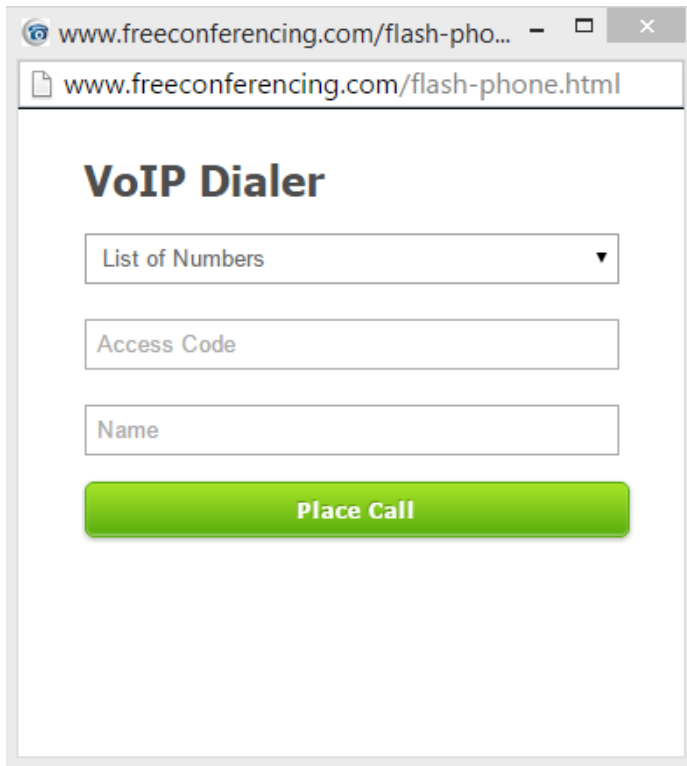 www.freeconferencing.com/flash-pho...
www.freeconferencing.com/flash-phone.html
VoIP Dialer
List of Numbers
Access Code
Name
Place Call